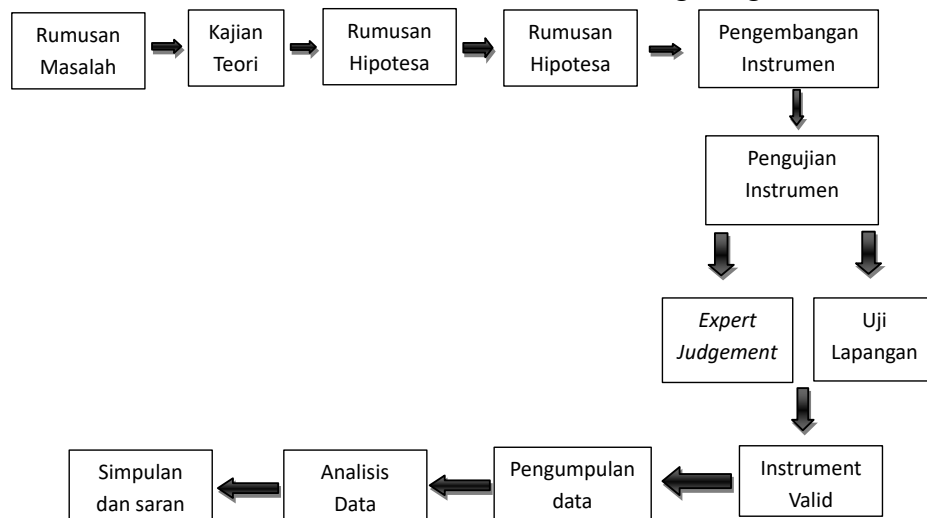 Rumusan
Masalah
Kajian
Teori
Rumusan
Hipotesa
Rumusan
Hipotesa
Pengembangan
Instrumen
Pengujian
Instrumen
Expert
Judgement
Uji
Lapangan
Instrument
Valid
Pengumpulan
data
Analisis
Data
Simpulan
dan saran